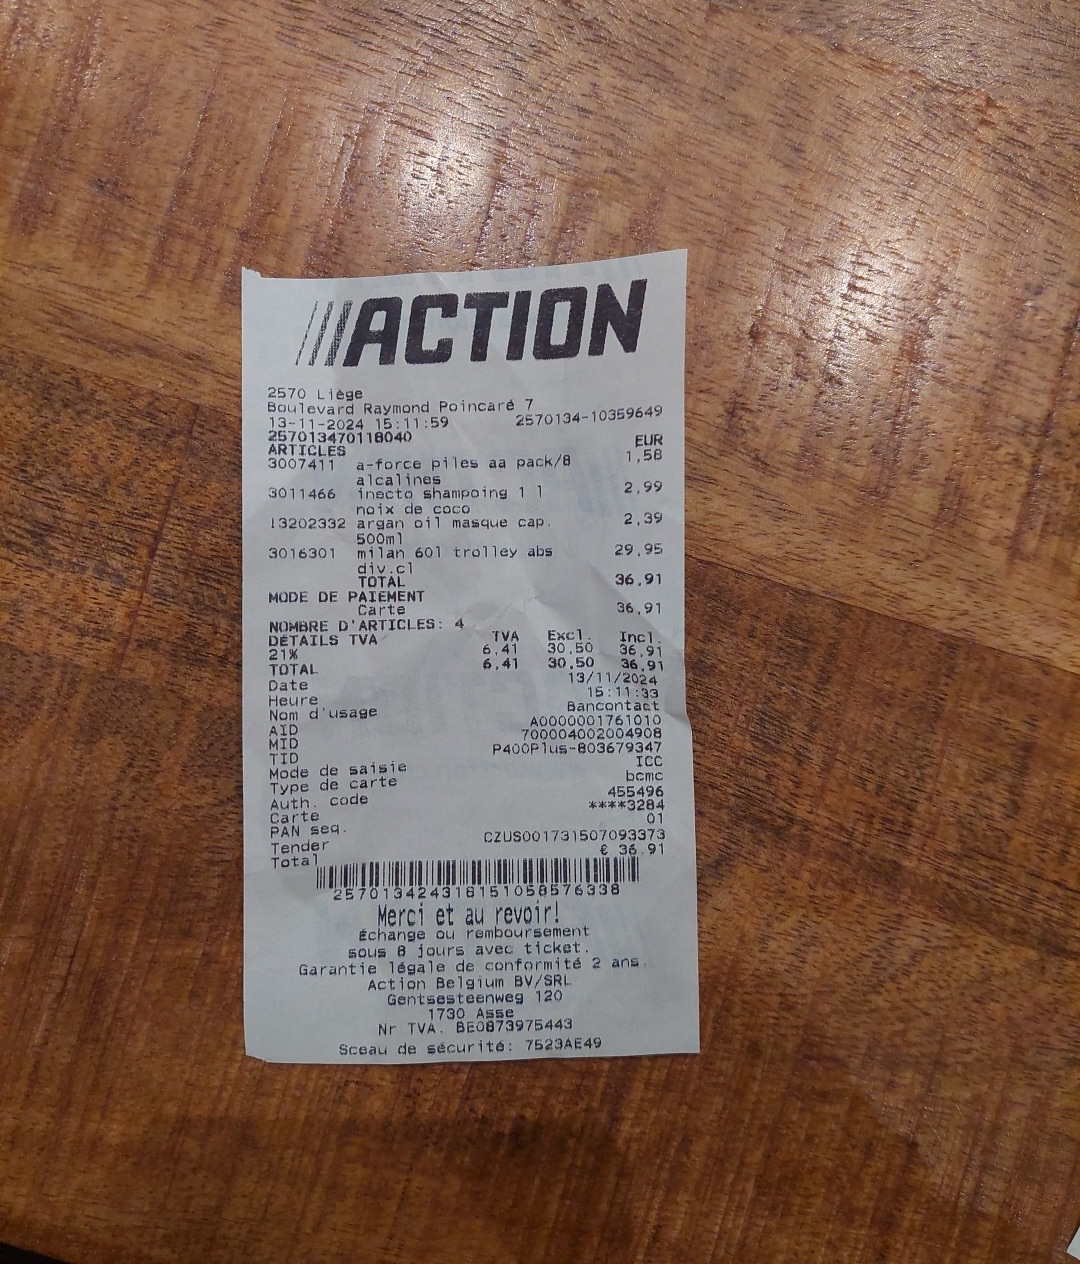 ///ACTION
2570 Liège
Boulevard Raymond Poincaré 7
13-11-2024 15:11:59 2570134-10359649
257013470118040
ARTICLES EUR
3007411 a-force piles aa pack/8 1,58
alcalines
3011466 inecto shampoing 1 l 2,99
noix de coco
13202332 argan oil masque cap. 2,39
500ml
3016301 milan 601 trolley abs 29,95
div.cl
TOTAL 36,91
MODE DE PAIEMENT
Carte 36,91
NOMBRE D'ARTICLES: 4
DÉTAILS TVA TVA Excl. Incl.
21% 6,41 30,50 36,91
TOTAL 6,41 30,50 36,91
Date 13/11/2024
Heure 15:11:33
Nom d'usage Bancontact
AID A0000001761010
MID 700004002004908
TID P400Plus-803679347
Mode de saisie ICC
Type de carte bcmc
Auth. code 455496
Carte ****3284
PAN seq. 01
Tender CZUS001731507093373
Total € 36.91
257013424318151058576338
Merci et au revoir!
Échange ou remboursement
sous 8 jours avec ticket.
Garantie légale de conformité 2 ans.
Action Belgium BV/SRL
Gentsesteenweg 120
1730 Asse
Nr TVA. BE0873975443
Sceau de sécurité: 7523AE49